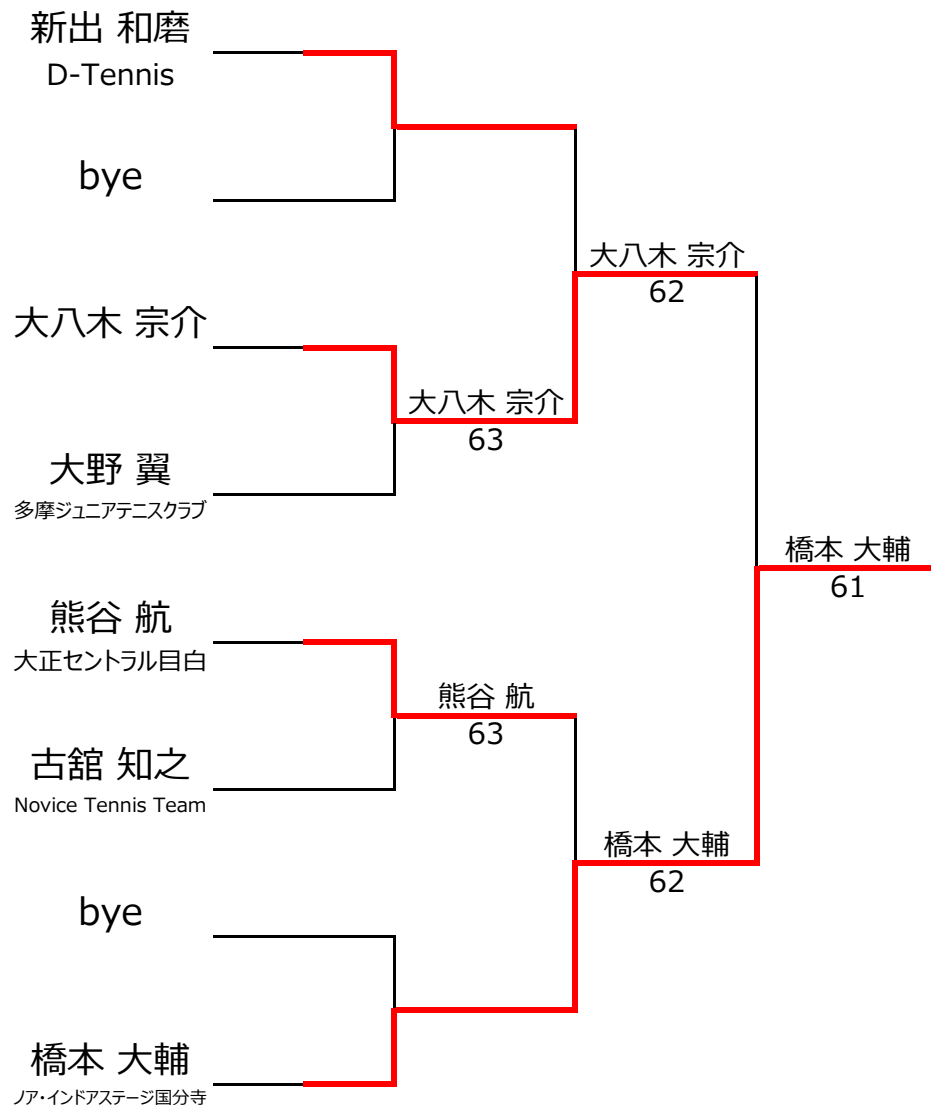 新出 和磨
D-Tennis
bye
大八木 宗介
62
大八木 宗介
大八木 宗介
63
大野 翼
多摩ジュニアテニスクラブ
橋本 大輔
61
熊谷 航
大正セントラル目白
熊谷 航
63
古舘 知之
Novice Tennis Team
橋本 大輔
62
bye
橋本 大輔
ノア・インドアステージ国分寺